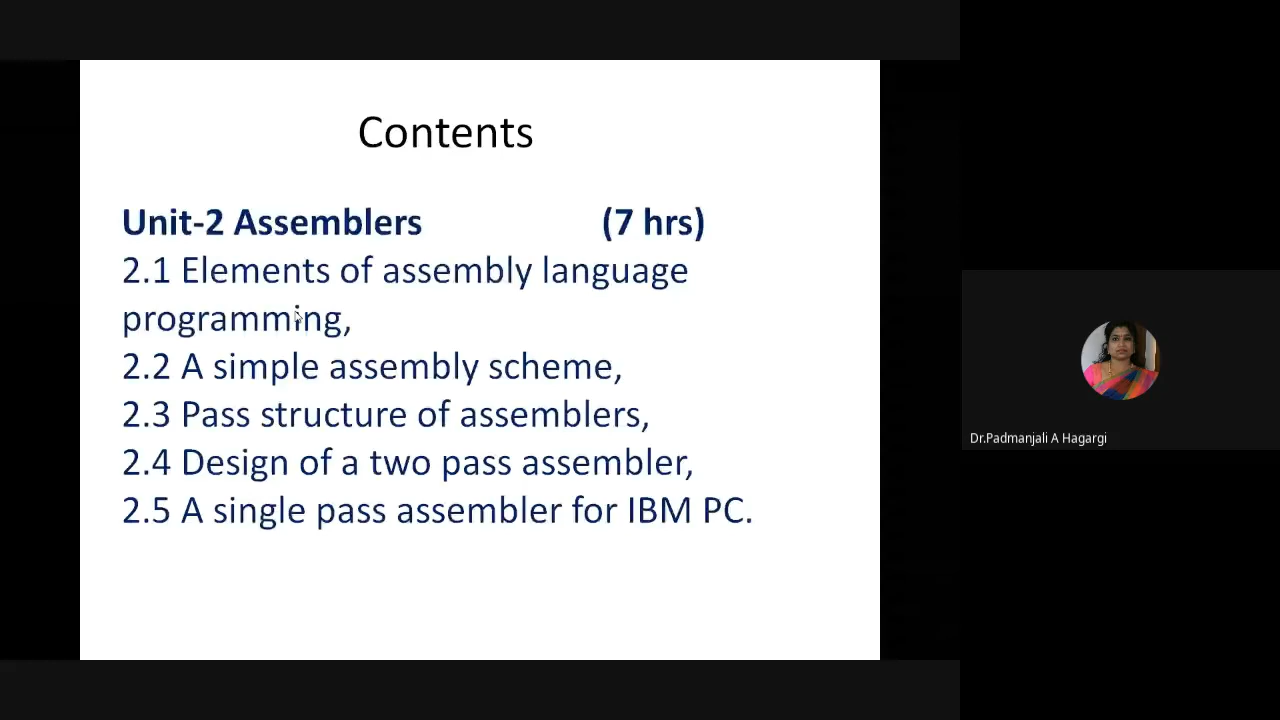 Contents
Unit-2 Assemblers (7 hrs)
2.1 Elements of assembly language
programming,
2.2 A simple assembly scheme,
2.3 Pass structure of assemblers,
2.4 Design of a two pass assembler,
2.5 A single pass assembler for IBM PC.
Dr.Padmanjali A Hagargi